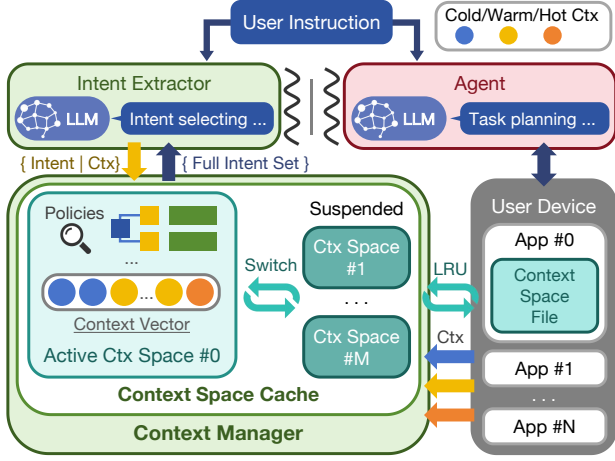 User Instruction
Cold/Warm/Hot Ctx
Intent Extractor
LLM
Intent selecting ...
Agent
LLM
Task planning ...
{ Intent | Ctx}
{ Full Intent Set }
Policies
...
...
Context Vector
Active Ctx Space #0
Switch
Suspended
Ctx Space
#1
...
Ctx Space
#M
Context Space Cache
Context Manager
LRU
Ctx
User Device
App #0
Context
Space
File
App #1
...
App #N